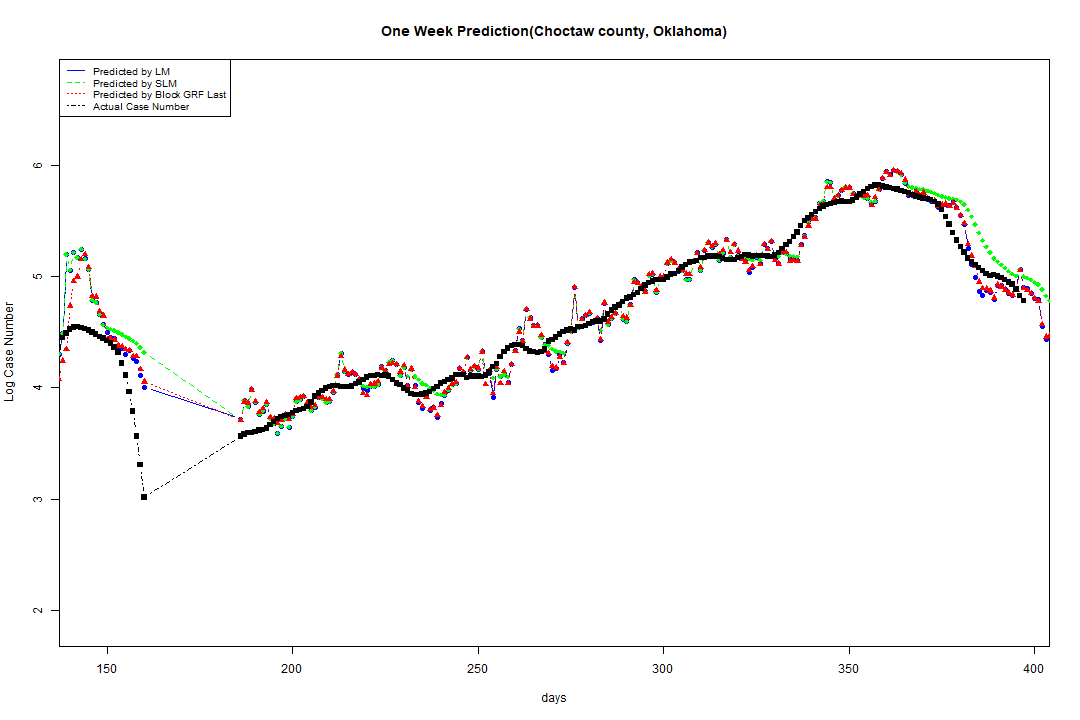 One Week Prediction(Choctaw county, Oklahoma)
Predicted by LM
Predicted by SLM
Predicted by Block GRF Last
Actual Case Number
Log Case Number
6
5
4
3
2
150 200 250 300 350 400
days